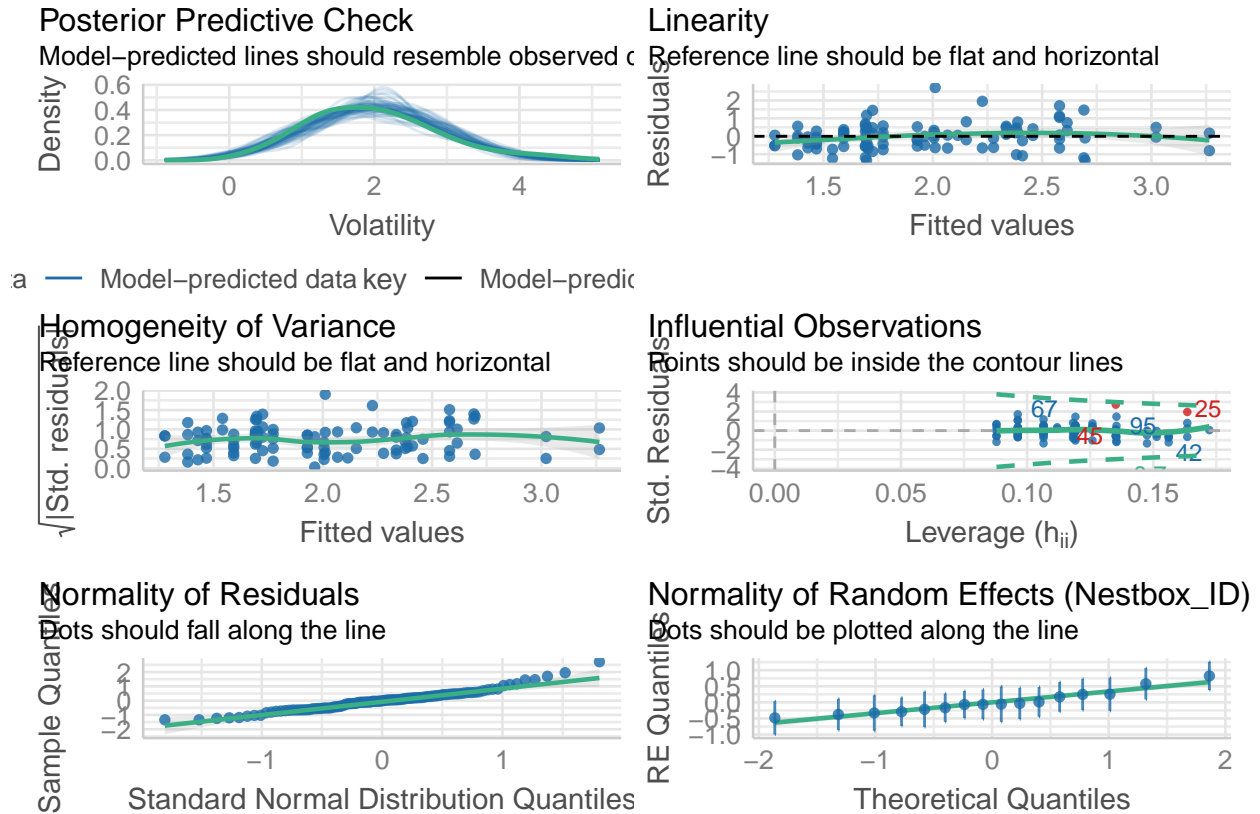 Posterior Predictive Check
Model−predicted lines should resemble observed
Density
0.6
0.4
0.2
0.0
0 2 4
Volatility
Model−predicted data key Model−predic
Linearity
Reference line should be flat and horizontal
Residuals
2
1
0
−1
1.5 2.0 2.5 3.0
Fitted values
Homogeneity of Variance
Reference line should be flat and horizontal
√|Std. residuals|
2.0
1.5
1.0
0.5
0.0
1.5 2.0 2.5 3.0
Fitted values
Influential Observations
Points should be inside the contour lines
Std. Residuals
4
2
0
−2
−4
67
45
95
25
42
0.00 0.05 0.10 0.15
Leverage (hii)
Normality of Residuals
Dots should fall along the line
Sample Quantiles
2
1
0
−1
−2
−1 0 1
Standard Normal Distribution Quantiles
Normality of Random Effects (Nestbox_ID)
Dots should be plotted along the line
RE Quantiles
1.0
0.5
0.0
−0.5
−1.0
−2 −1 0 1 2
Theoretical Quantiles